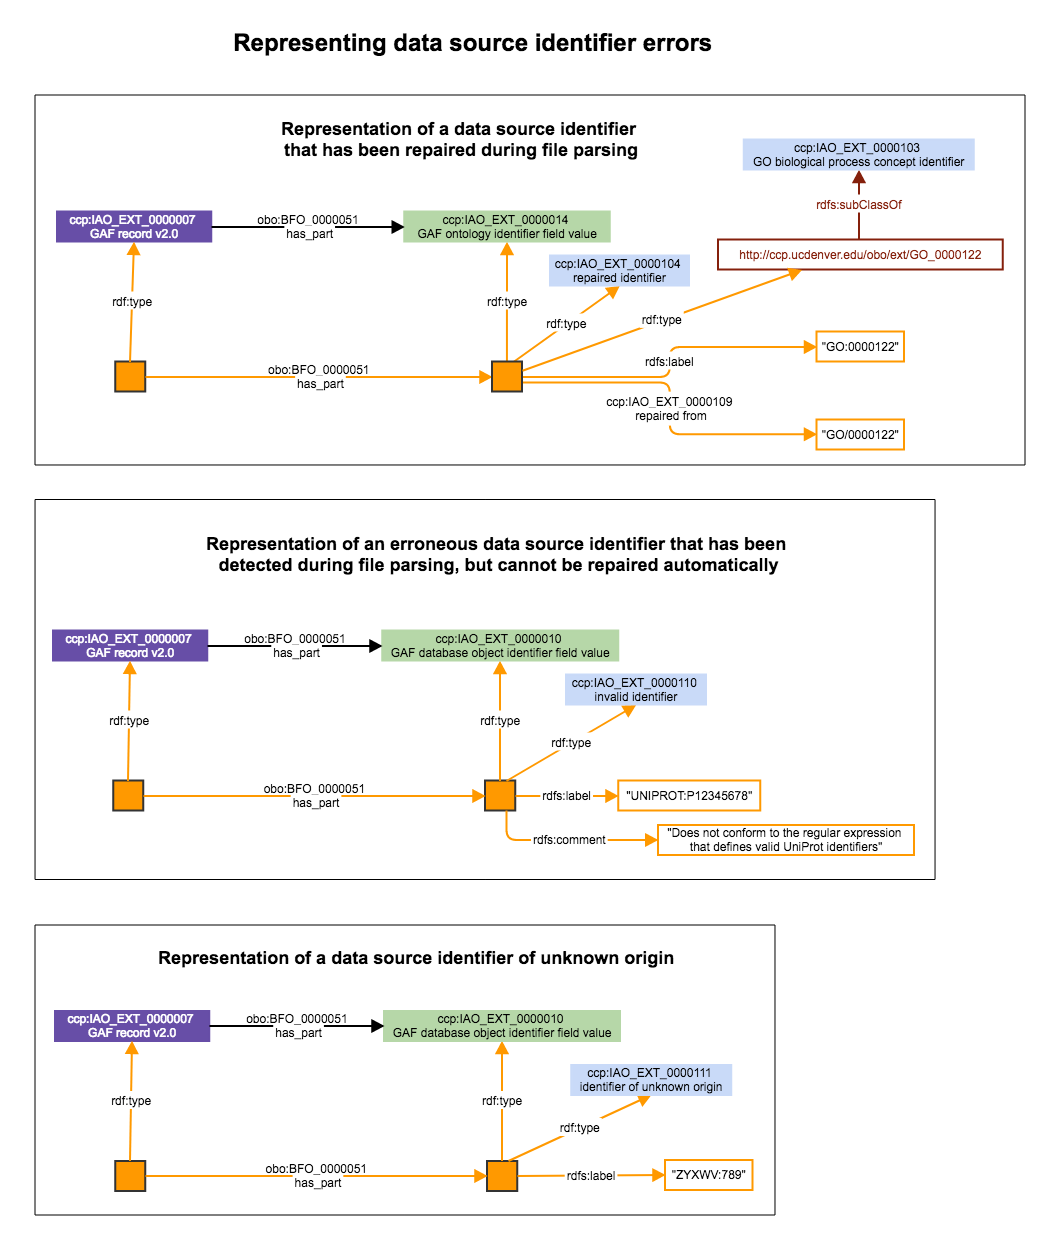 Representing data source identifier errors
Representation of a data source identifier
that has been repaired during file parsing
ccp:IAO_EXT_0000103
GO biological process concept identifier
rdfs:subClassOf
ccp:IAO_EXT_0000007
GAF record v2.0
obo:BFO_0000051
has_part
ccp:IAO_EXT_0000014
GAF ontology identifier field value
http://ccp.ucdenver.edu/obo/ext/GO_0000122
ccp:IAO_EXT_0000104
repaired identifier
rdf:type
rdf:type
rdf:type
rdf:type
"GO:0000122"
rdfs:label
obo:BFO_0000051
has_part
ccp:IAO_EXT_0000109
repaired from
"GO/0000122"
Representation of an erroneous data source identifier that has been
detected during file parsing, but cannot be repaired automatically
ccp:IAO_EXT_0000007
GAF record v2.0
obo:BFO_0000051
has_part
ccp:IAO_EXT_0000010
GAF database object identifier field value
ccp:IAO_EXT_0000110
invalid identifier
rdf:type
rdf:type
rdf:type
obo:BFO_0000051
has_part
rdfs:label
"UNIPROT:P12345678"
rdfs:comment
"Does not conform to the regular expression
that defines valid UniProt identifiers"
Representation of a data source identifier of unknown origin
ccp:IAO_EXT_0000007
GAF record v2.0
obo:BFO_0000051
has_part
ccp:IAO_EXT_0000010
GAF database object identifier field value
ccp:IAO_EXT_0000111
identifier of unknown origin
rdf:type
rdf:type
rdf:type
obo:BFO_0000051
has_part
rdfs:label
"ZYXWV:789"